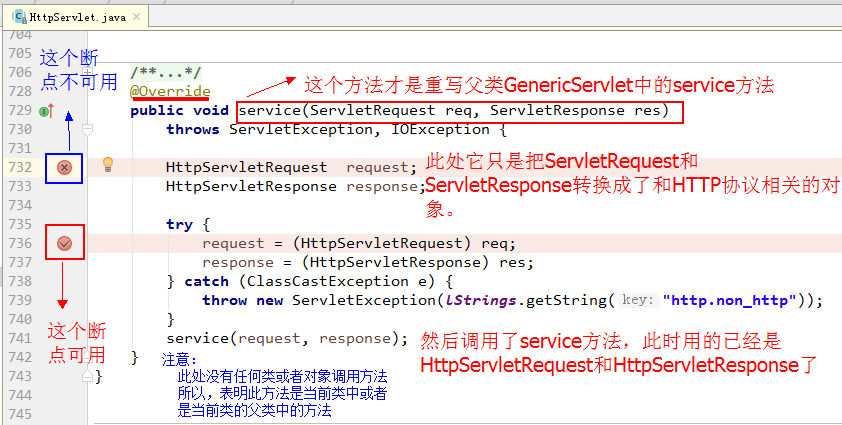 HttpServlet.java
704
705
这个断
点不可用
706 /**...*/
728 @Override
这个方法才是重写父类GenericServlet中的service方法
729 public void service(ServletRequest req, ServletResponse res)
730 throws ServletException, IOException {
731
732 HttpServletRequest request;
733 HttpServletResponse response;
此处它只是把ServletRequest和
ServletResponse转换成了和HTTP协议相关的对
象。
735 try {
736 request = (HttpServletRequest) req;
737 response = (HttpServletResponse) res;
738 } catch (ClassCastException e) {
739 throw new ServletException(lStrings.getString( key: "http.non_http"));
740 }
这个断
点可用
741 service(request, response);
然后调用了service方法，此时用的已经是
HttpServletRequest和HttpServletResponse了
742 }
注意：
743 }
此处没有任何类或者对象调用方法
744
所以，表明此方法是当前类中或者
745
是当前类的父类中的方法